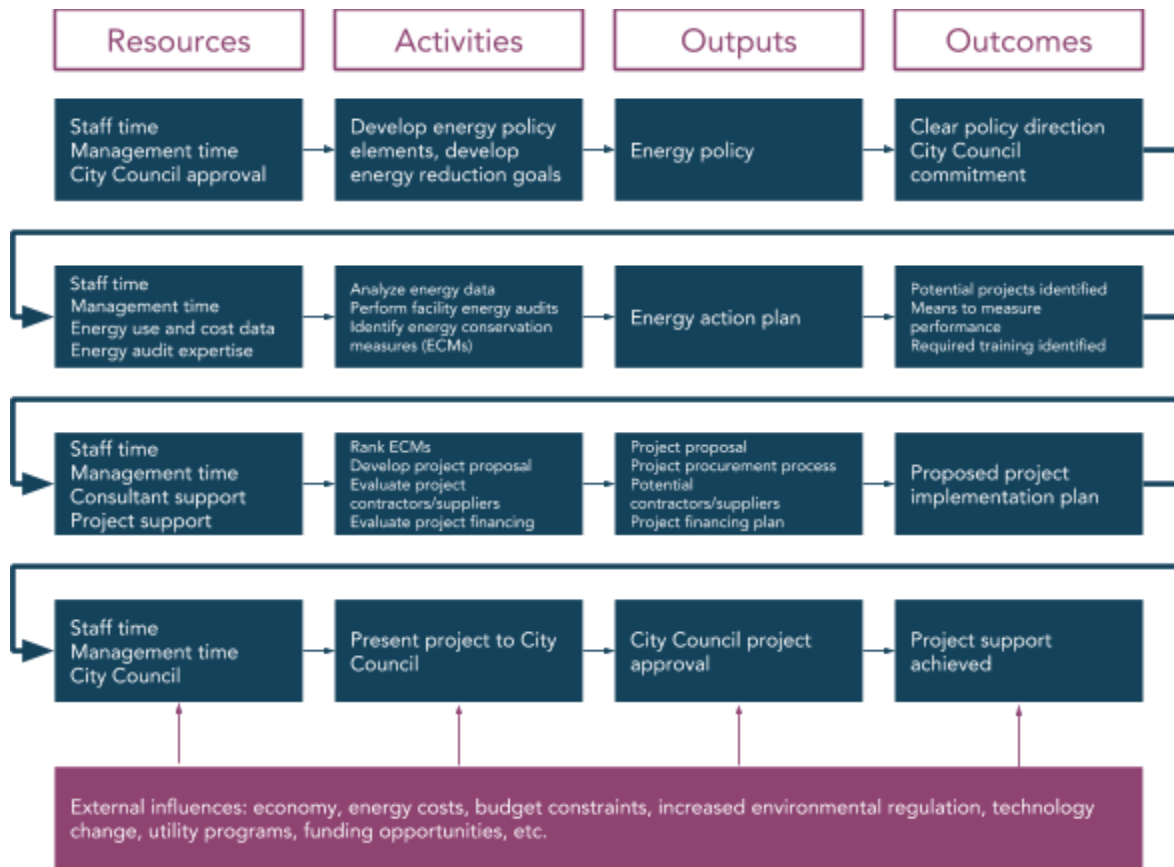 Resources
Activities
Outputs
Outcomes
Staff time
Management time
City Council approval
Develop energy policy
elements, develop
energy reduction goals
Energy policy
Clear policy direction
City Council
commitment
Staff time
Management time
Energy use and cost data
Energy audit expertise
Analyze energy data
Perform facility energy audits
Identify energy conservation
measures (ECMs)
Energy action plan
Potential projects identified
Means to measure
performance
Required training identified
Staff time
Management time
Consultant support
Project support
Rank ECMs
Develop project proposal
Evaluate project
contractors/suppliers
Evaluate project financing
Project proposal
Project procurement process
Potential
contractors/suppliers
Project financing plan
Proposed project
implementation plan
Staff time
Management time
City Council
Present project to City
Council
City Council project
approval
Project support
achieved
External influences: economy, energy costs, budget constraints, increased environmental regulation, technology
change, utility programs, funding opportunities, etc.